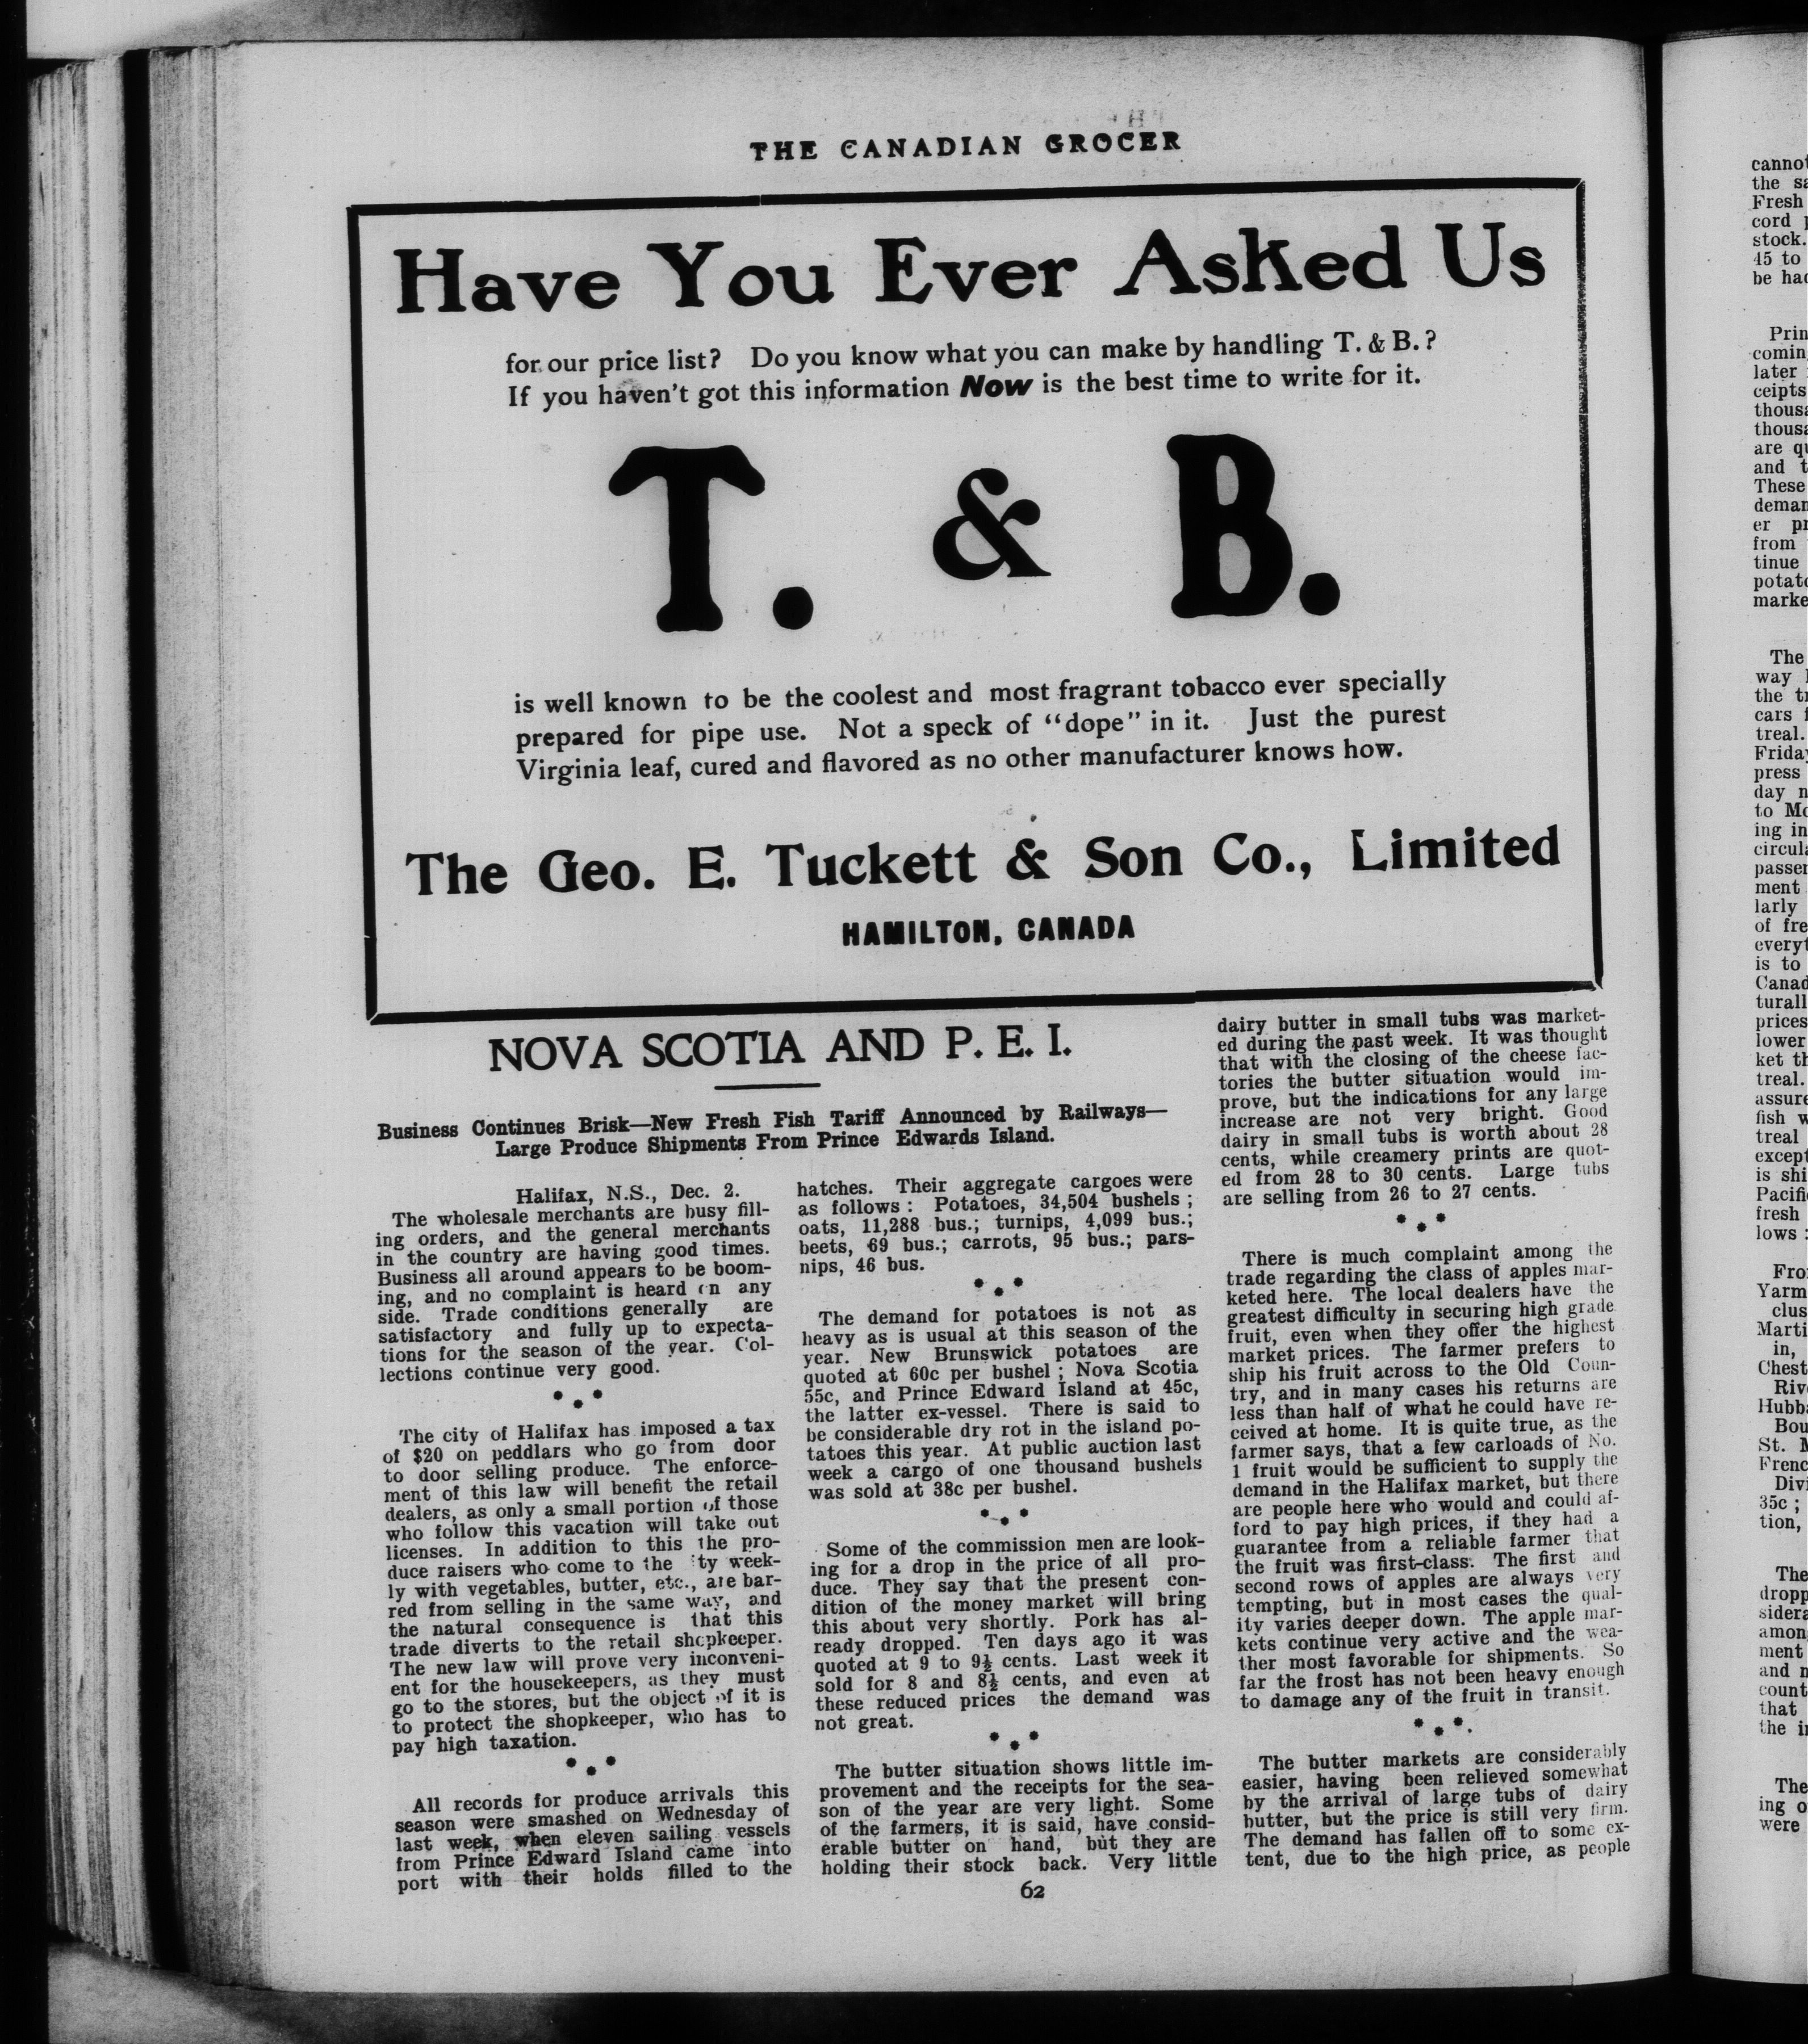 THE CANADIAN GROCER
Have You Ever Asked Us
for our price list? Do you know what you can make by handling T. & B.?
If you haven't got this information Now is the best time to write for it.
T. & B.
is well known to be the coolest and most fragrant tobacco ever specially
prepared for pipe use. Not a speck of "dope" in it. Just the purest
Virginia leaf, cured and flavored as no other manufacturer knows how.
The Geo. E. Tuckett & Son Co., Limited
HAMILTON, CANADA
NOVA SCOTIA AND P. E. I.
Business Continues Brisk—New Fresh Fish Tariff Announced by Railways—
Large Produce Shipments From Prince Edwards Island.
Halifax, N.S., Dec. 2.
The wholesale merchants are busy fill-
ing orders, and the general merchants
in the country are having good times.
Business all around appears to be boom-
ing, and no complaint is heard on any
side. Trade conditions generally are
satisfactory and fully up to expecta-
tions for the season of the year. Col-
lections continue very good.
* * *
The city of Halifax has imposed a tax
of $20 on peddlars who go from door
to door selling produce. The enforce-
ment of this law will benefit the retail
dealers, as only a small portion of those
who follow this vacation will take out
licenses. In addition to this the pro-
duce raisers who come to the ity week-
ly with vegetables, butter, etc., are bar-
red from selling in the same way, and
the natural consequence is that this
trade diverts to the retail shopkeeper.
The new law will prove very inconveni-
ent for the housekeepers, as they must
go to the stores, but the object of it is
to protect the shopkeeper, who has to
pay high taxation.
* * *
All records for produce arrivals this
season were smashed on Wednesday of
last week, when eleven sailing vessels
from Prince Edward Island came into
port with their holds filled to the
hatches. Their aggregate cargoes were
as follows : Potatoes, 34,504 bushels ;
oats, 11,288 bus.; turnips, 4,099 bus.;
beets, 69 bus.; carrots, 95 bus.; pars-
nips, 46 bus.
* * *
The demand for potatoes is not as
heavy as is usual at this season of the
year. New Brunswick potatoes are
quoted at 60c per bushel ; Nova Scotia
55c, and Prince Edward Island at 45c,
the latter ex-vessel. There is said to
be considerable dry rot in the island po-
tatoes this year. At public auction last
week a cargo of one thousand bushels
was sold at 38c per bushel.
* * *
Some of the commission men are look-
ing for a drop in the price of all pro-
duce. They say that the present con-
dition of the money market will bring
this about very shortly. Pork has al-
ready dropped. Ten days ago it was
quoted at 9 to 9½ cents. Last week it
sold for 8 and 8½ cents, and even at
these reduced prices the demand was
not great.
* * *
The butter situation shows little im-
provement and the receipts for the sea-
son of the year are very light. Some
of the farmers, it is said, have consid-
erable butter on hand, but they are
holding their stock back. Very little
dairy butter in small tubs was market-
ed during the past week. It was thought
that with the closing of the cheese fac-
tories the butter situation would im-
prove, but the indications for any large
increase are not very bright. Good
dairy in small tubs is worth about 28
cents, while creamery prints are quot-
ed from 28 to 30 cents. Large tubs
are selling from 26 to 27 cents.
* * *
There is much complaint among the
trade regarding the class of apples mar-
keted here. The local dealers have the
greatest difficulty in securing high grade
fruit, even when they offer the highest
market prices. The farmer prefers to
ship his fruit across to the Old Coun-
try, and in many cases his returns are
less than half of what he could have re-
ceived at home. It is quite true, as the
farmer says, that a few carloads of No.
1 fruit would be sufficient to supply the
demand in the Halifax market, but there
are people here who would and could af-
ford to pay high prices, if they had a
guarantee from a reliable farmer that
the fruit was first-class. The first and
second rows of apples are always very
tempting, but in most cases the qual-
ity varies deeper down. The apple mar-
kets continue very active and the wea-
ther most favorable for shipments. So
far the frost has not been heavy enough
to damage any of the fruit in transit.
* * *
The butter markets are considerably
easier, having been relieved somewhat
by the arrival of large tubs of dairy
butter, but the price is still very firm.
The demand has fallen off to some ex-
tent, due to the high price, as people
62